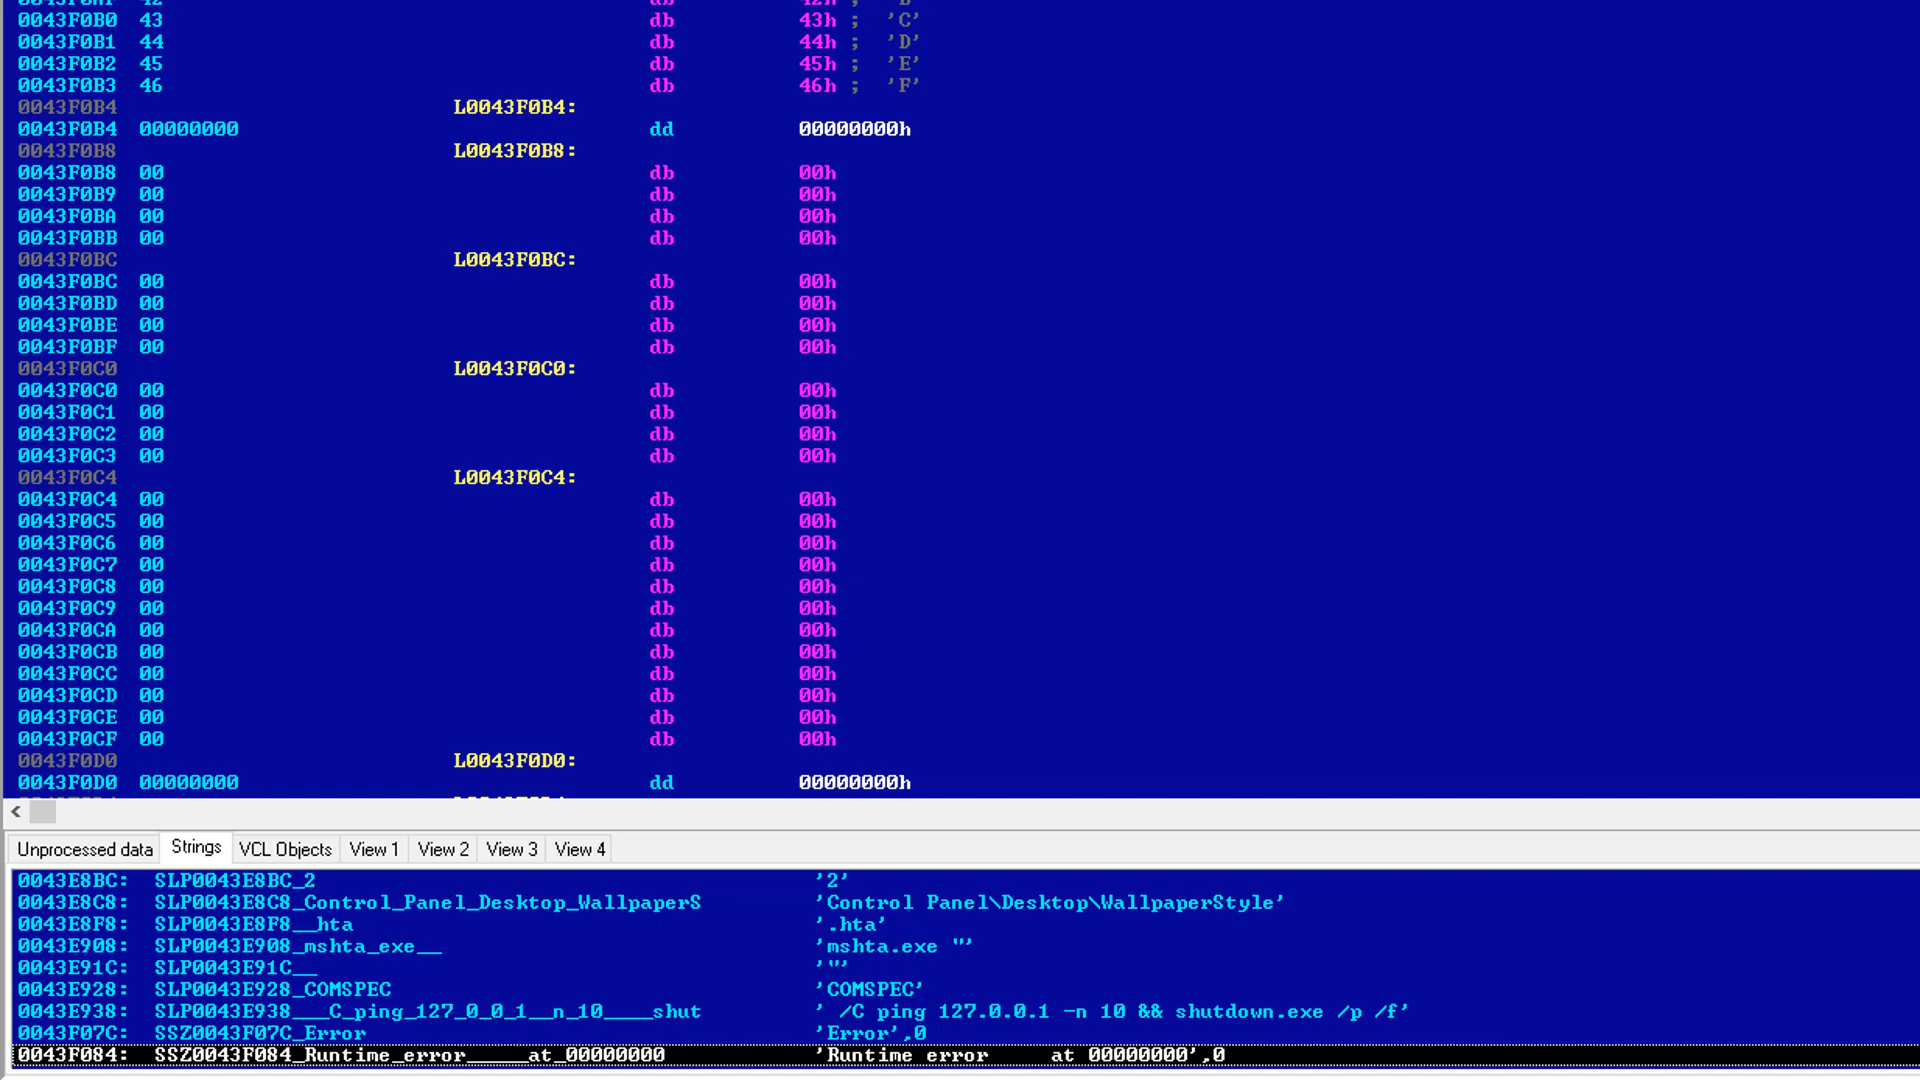 0043F0AF 42 db 42h ; 'B'
0043F0B0 43 db 43h ; 'C'
0043F0B1 44 db 44h ; 'D'
0043F0B2 45 db 45h ; 'E'
0043F0B3 46 db 46h ; 'F'
0043F0B4 L0043F0B4:
0043F0B4 00000000 dd 00000000h
0043F0B8 L0043F0B8:
0043F0B8 00 db 00h
0043F0B9 00 db 00h
0043F0BA 00 db 00h
0043F0BB 00 db 00h
0043F0BC L0043F0BC:
0043F0BC 00 db 00h
0043F0BD 00 db 00h
0043F0BE 00 db 00h
0043F0BF 00 db 00h
0043F0C0 L0043F0C0:
0043F0C0 00 db 00h
0043F0C1 00 db 00h
0043F0C2 00 db 00h
0043F0C3 00 db 00h
0043F0C4 L0043F0C4:
0043F0C4 00 db 00h
0043F0C5 00 db 00h
0043F0C6 00 db 00h
0043F0C7 00 db 00h
0043F0C8 00 db 00h
0043F0C9 00 db 00h
0043F0CA 00 db 00h
0043F0CB 00 db 00h
0043F0CC 00 db 00h
0043F0CD 00 db 00h
0043F0CE 00 db 00h
0043F0CF 00 db 00h
0043F0D0 L0043F0D0:
0043F0D0 00000000 dd 00000000h
Unprocessed data Strings VCL Objects View 1 View 2 View 3 View 4
0043E8BC: SLP0043E8BC_2 '2'
0043E8C8: SLP0043E8C8_Control_Panel_Desktop_WallpaperS 'Control Panel\Desktop\WallpaperStyle'
0043E8F8: SLP0043E8F8__hta '.hta'
0043E908: SLP0043E908_mshta_exe__ 'mshta.exe "'
0043E91C: SLP0043E91C__ '"'
0043E928: SLP0043E928_COMSPEC 'COMSPEC'
0043E938: SLP0043E938___C_ping_127_0_0_1__n_10____shut ' /C ping 127.0.0.1 -n 10 && shutdown.exe /p /f'
0043F07C: SSZ0043F07C_Error 'Error',0
0043F084: SSZ0043F084_Runtime_error_____at_00000000 'Runtime error     at 00000000',0